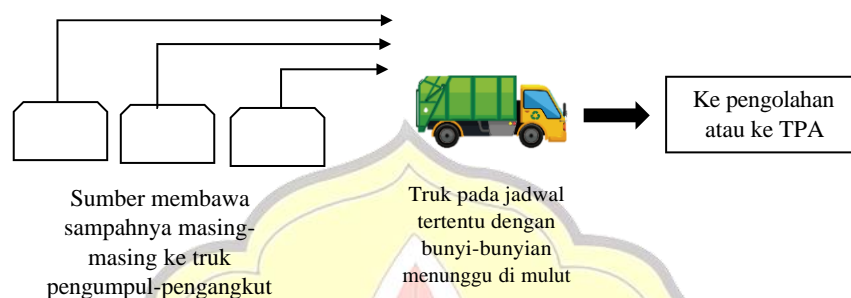 Ke pengolahan
atau ke TPA
Sumber membawa
sampahnya masing-
masing ke truk
pengumpul-pengangkut
Truk pada jadwal
tertentu dengan
bunyi-bunyian
menunggu di mulut